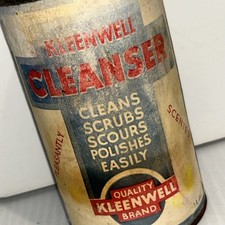 KLEENWELL
CLEANSER
CLEANS
SCRUBS
SCOURS
POLISHES
EASILY
QUALITY
KLEENWELL
BRAND